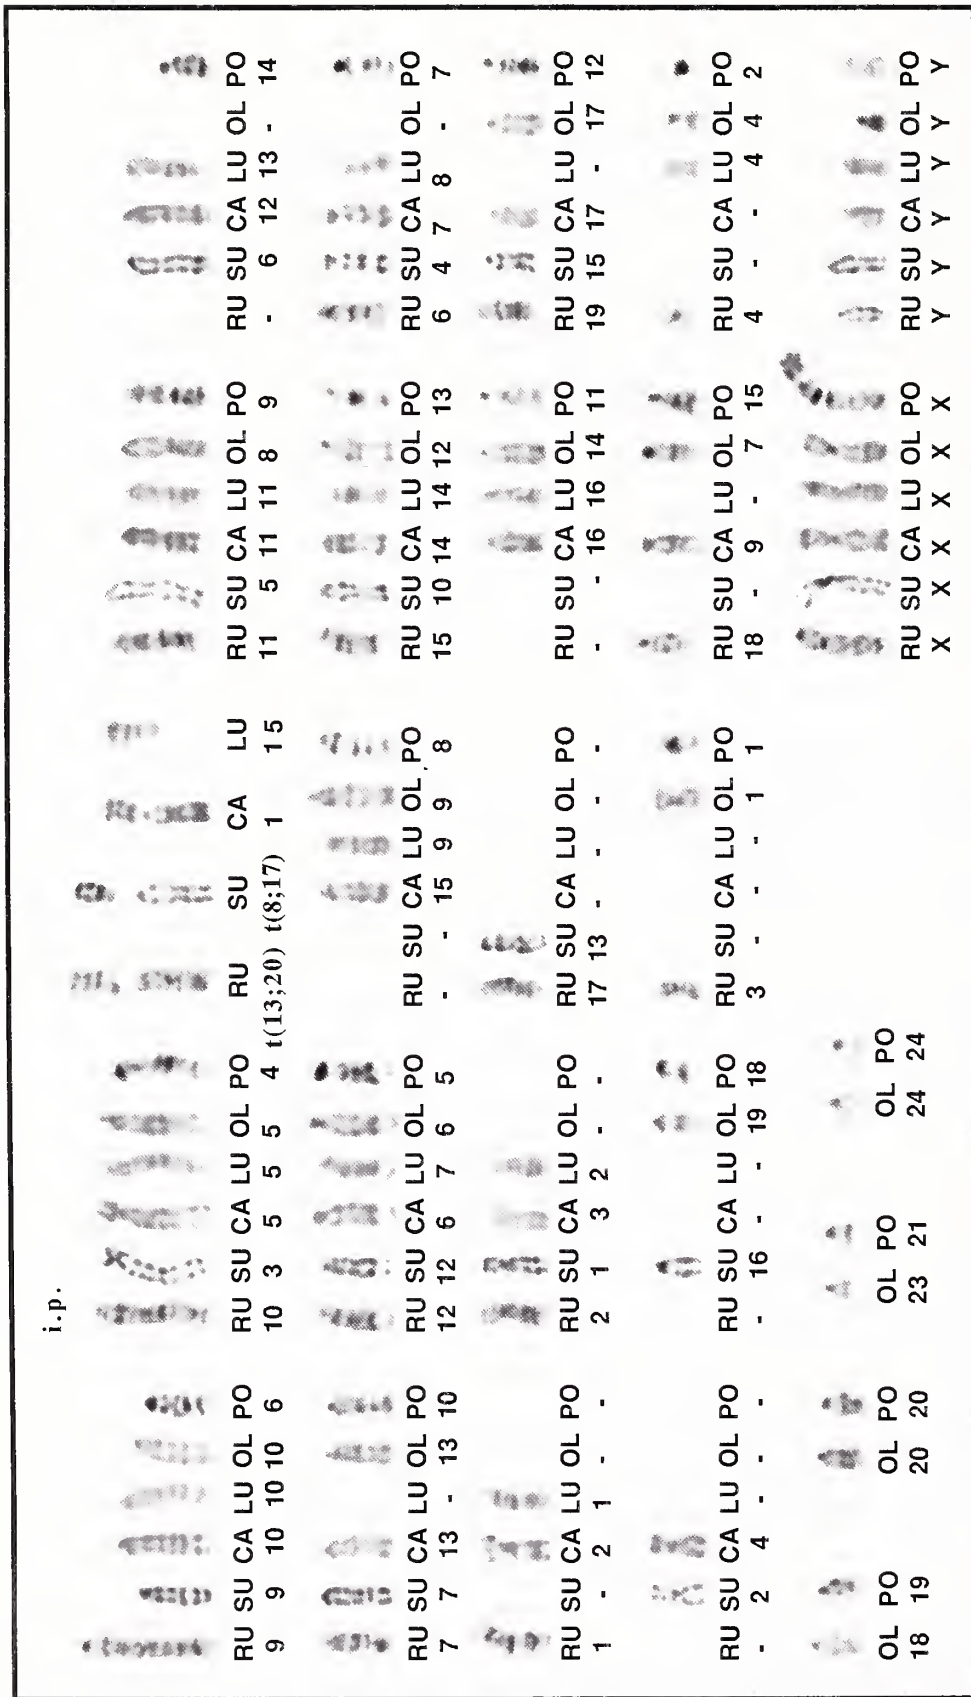 i.p.
RU SU CA LU OL PO RU SU CA LU OL PO RU SU CA LU RU SU CA LU OL PO RU SU CA LU OL PO
9 9 10 10 10 6 10 3 5 5 5 4 t(13;20) t(8;17) 1 15 11 5 11 11 8 9 - 6 12 13 - 14
RU SU CA LU OL PO RU SU CA LU OL PO RU SU CA LU OL PO RU SU CA LU OL PO RU SU CA LU OL PO
7 7 13 - 13 10 12 12 6 7 6 5 - - 15 9 9 8 15 10 14 14 12 13 6 4 7 8 - 7
RU SU CA LU OL PO RU SU CA LU OL PO RU SU CA LU OL PO RU SU CA LU OL PO RU SU CA LU OL PO
1 - 2 1 - - 2 1 3 2 - - 17 13 - - - - - - 16 16 14 11 19 15 17 - 17 12
RU SU CA LU OL PO RU SU CA LU OL PO RU SU CA LU OL PO RU SU CA LU OL PO RU SU CA LU OL PO
- 2 4 - - - - 16 - - 19 18 3 - - - 1 1 18 - 9 - 7 15 4 - - 4 4 2
OL PO OL PO OL PO OL PO RU SU CA LU OL PO RU SU CA LU OL PO
18 19 20 20 23 21 24 24 X X X X X X Y Y Y Y Y Y